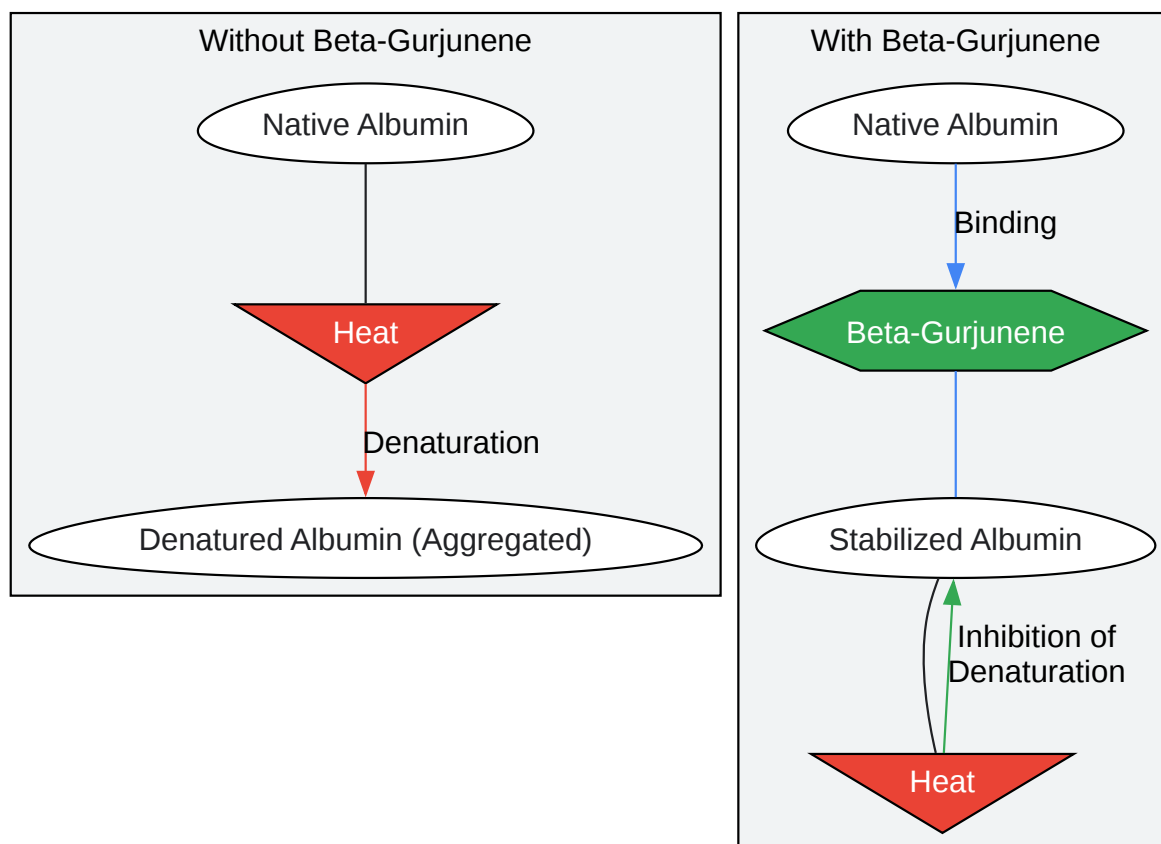 Without Beta-Gurjunene
Native Albumin
Heat
Denaturation
Denatured Albumin (Aggregated)
With Beta-Gurjunene
Native Albumin
Binding
Beta-Gurjunene
Stabilized Albumin
Inhibition of
Denaturation
Heat